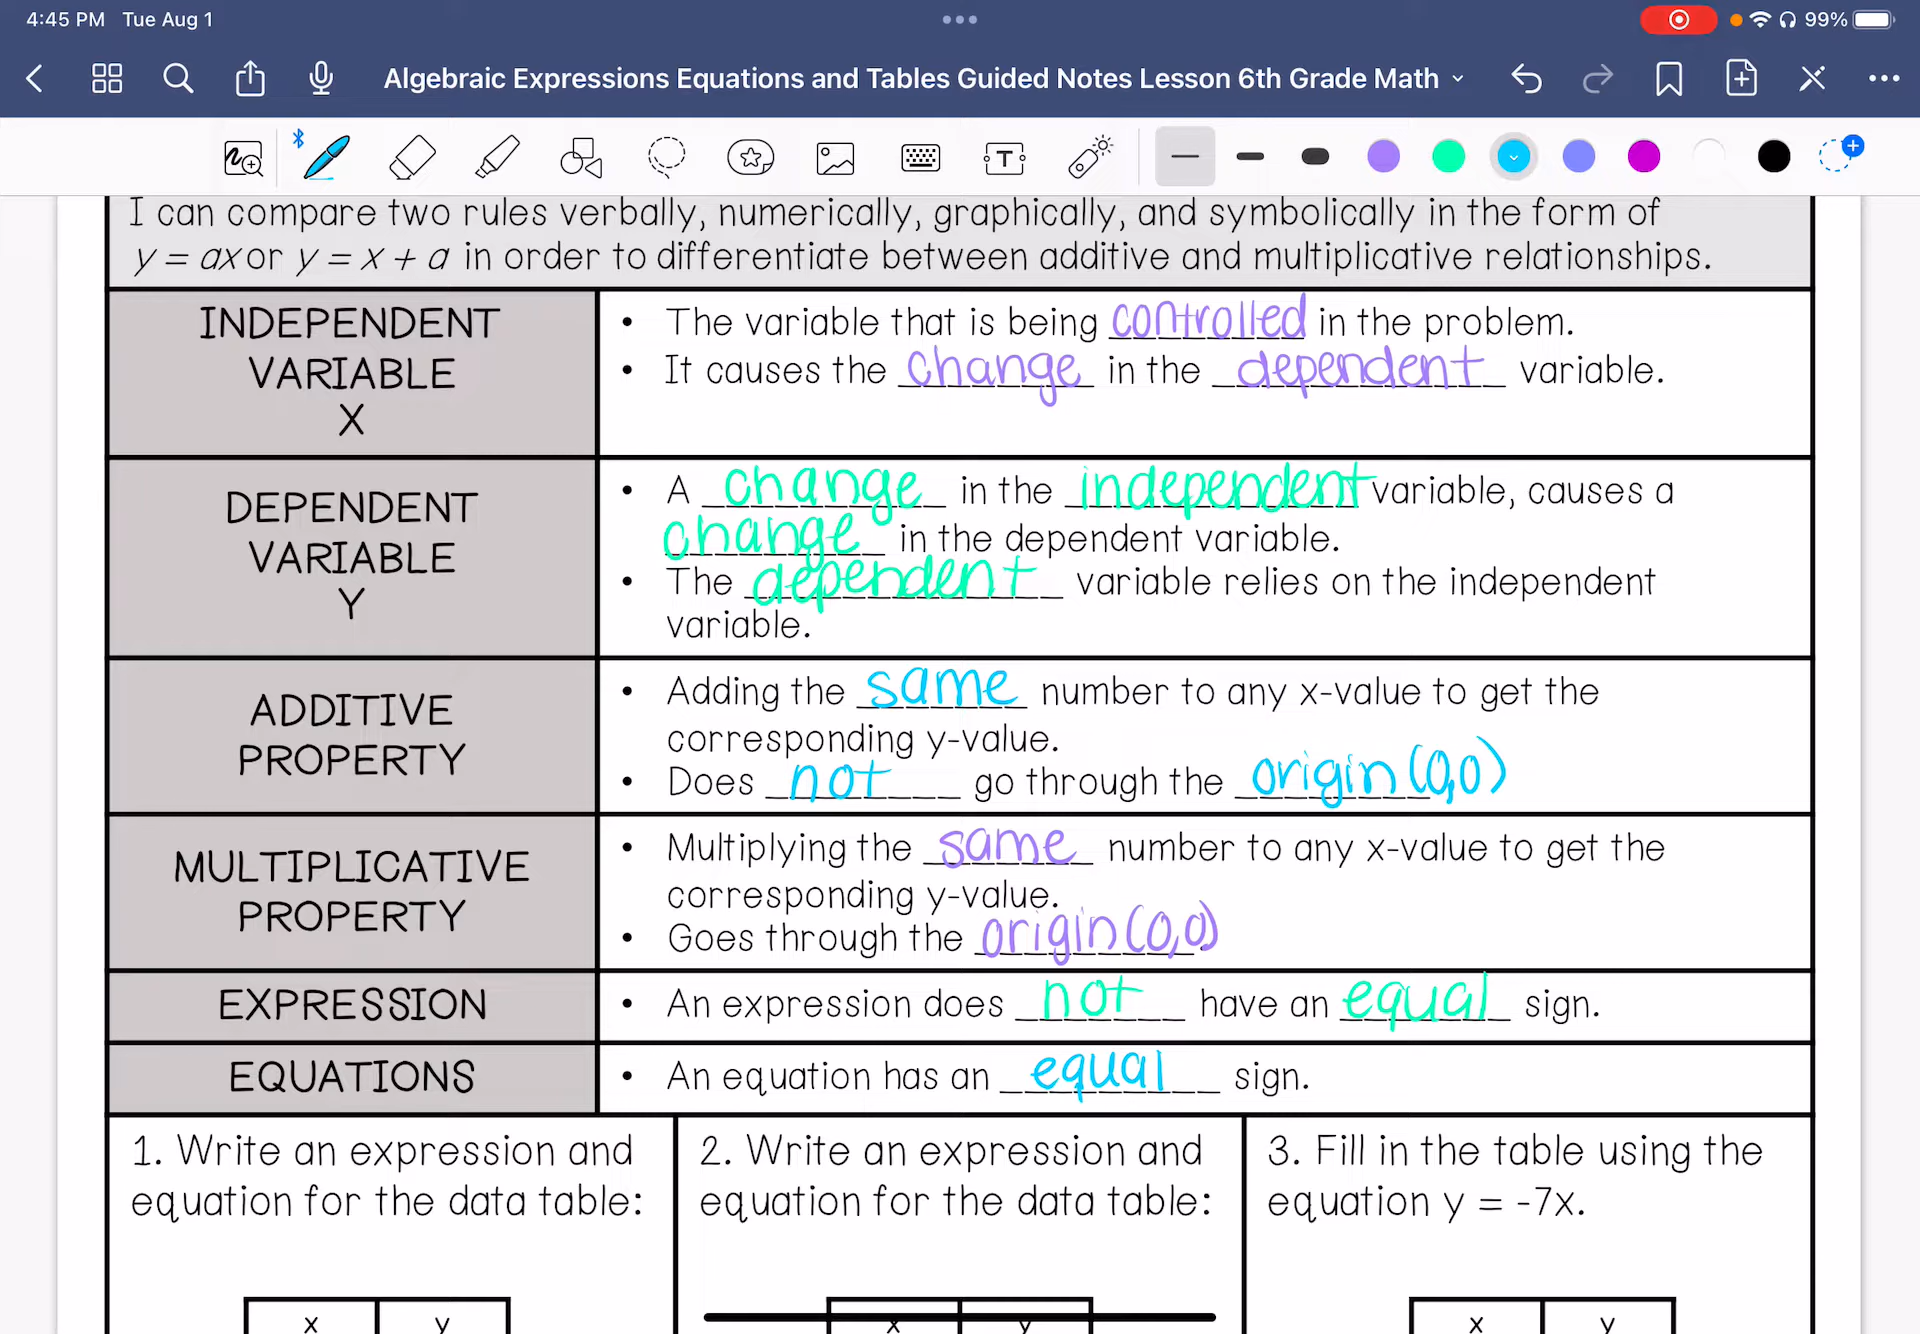 4:45 PM Tue Aug 1
99%
Algebraic Expressions Equations and Tables Guided Notes Lesson 6th Grade Math
I can compare two rules verbally, numerically, graphically, and symbolically in the form of
y = ax or y = x + a in order to differentiate between additive and multiplicative relationships.
INDEPENDENT
VARIABLE
X
• The variable that is being controlled in the problem.
• It causes the change in the dependent variable.
DEPENDENT
VARIABLE
Y
• A change in the independent variable, causes a
change in the dependent variable.
• The dependent variable relies on the independent
variable.
ADDITIVE
PROPERTY
• Adding the same number to any x-value to get the
corresponding y-value.
• Does not go through the origin (0,0)
MULTIPLICATIVE
PROPERTY
• Multiplying the same number to any x-value to get the
corresponding y-value.
• Goes through the origin (0,0)
EXPRESSION
• An expression does not have an equal sign.
EQUATIONS
• An equation has an equal sign.
1. Write an expression and
equation for the data table:
x y
2. Write an expression and
equation for the data table:
x y
3. Fill in the table using the
equation y = -7x.
x y